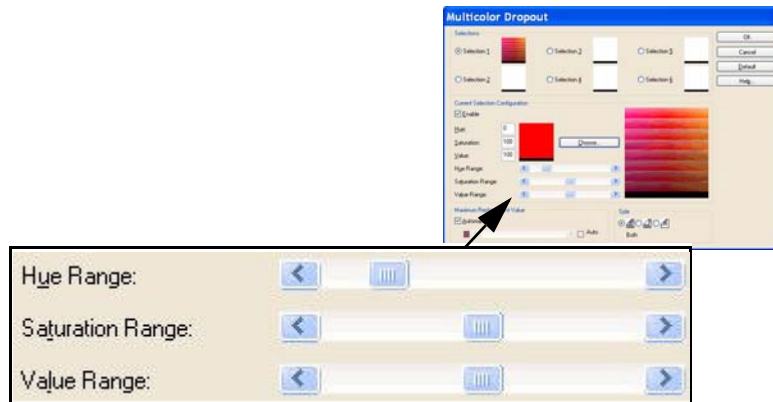 Multicolor Dropout
Selections
Selection 1
Selection 3
Selection 5
Selection 2
Selection 4
Selection 6
OK
Cancel
Default
Help...
Current Selection Configuration
Enable
Hue: 0
Saturation: 100
Value: 100
Choose...
Hue Range:
Saturation Range:
Value Range:
Value
Auto
Side
Both
Hue Range:
Saturation Range:
Value Range: